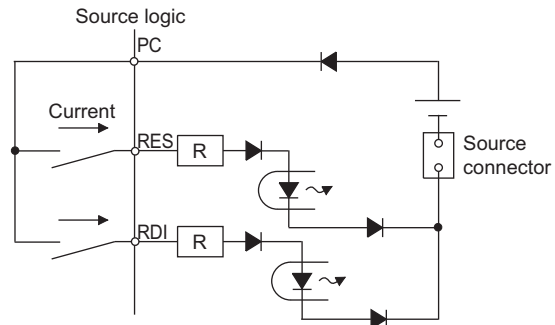 Source logic
PC
Current
RES
R
Source
connector
RDI
R